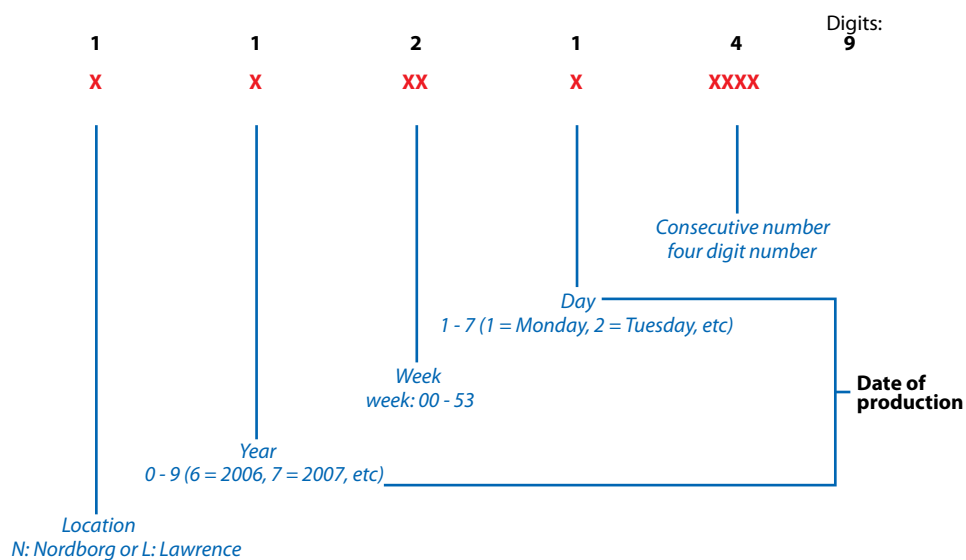 Digits:
1 1 2 1 4 9
X X XX X XXXX
Consecutive number
four digit number
Day
1 - 7 (1 = Monday, 2 = Tuesday, etc)
Week
week: 00 - 53
Date of
production
Year
0 - 9 (6 = 2006, 7 = 2007, etc)
Location
N: Nordborg or L: Lawrence